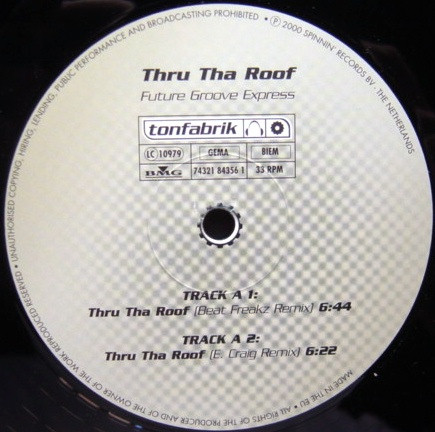 UNAUTHORISED COPYING, HIRING, LENDING, PUBLIC PERFORMANCE AND BROADCASTING PROHIBITED • ℗ 2000 SPINNIN' RECORDS BV - THE NETHERLANDS
Thru Tha Roof
Future Groove Express
tonfabrik
LC 10979 GEMA BIEM
BMG 74321 84356 1 33 RPM
TRACK A 1:
Thru Tha Roof (Beat Freakz Remix) 6:44
TRACK A 2:
Thru Tha Roof (E. Craig Remix) 6:22
MADE IN THE EU • ALL RIGHTS OF THE PRODUCER AND OF THE OWNER OF THE WORK REPRODUCED RESERVED •